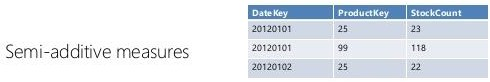 Semi-additive measures
DateKey ProductKey StockCount
20120101 25 23
20120101 99 118
20120102 25 22